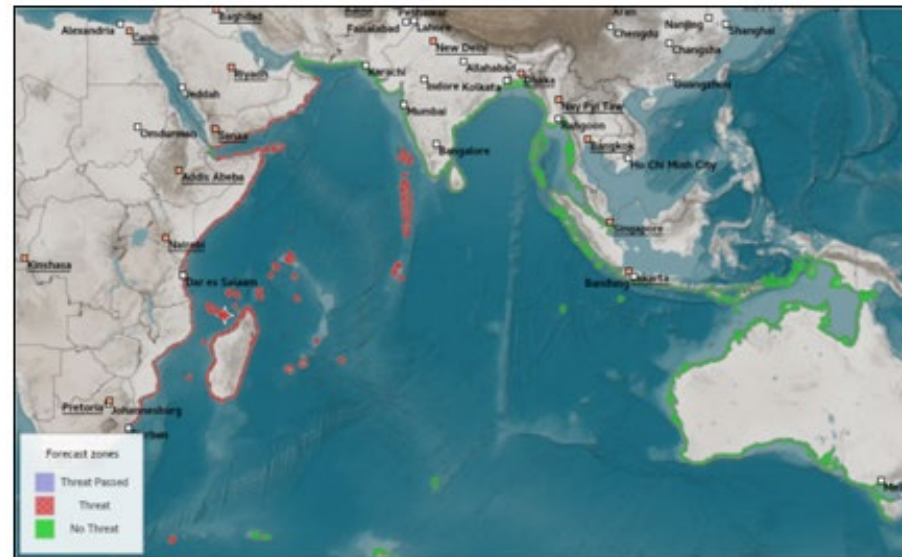 Baghdad
Peshawar
Alexandria
Cairo
Faisalabad
Lahore
Chengdu
Nanjing
Shanghai
New Delhi
Changsha
Riyadh
Karachi
Allahabad
Dhaka
Guangzhou
Jeddah
Indore
Kolkata
Mumbai
Nay Pyi Taw
Omdurman
Sanaa
Rangoon
Bangalore
Bangkok
Ho Chi Minh City
Addis Ababa
Singapore
Nairobi
Kinshasa
Dar es Salaam
Jakarta
Bandung
Pretoria
Johannesburg
Forecast zones
Threat Passed
Threat
No Threat